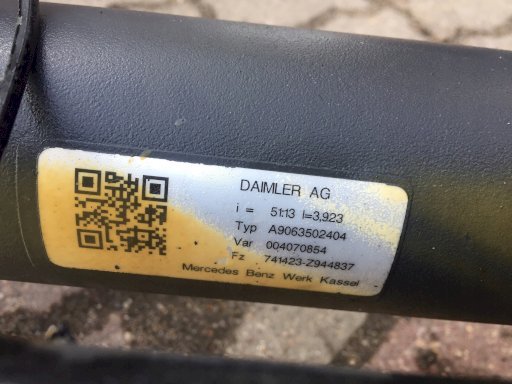 DAIMLER AG
i = 51:13 I=3,923
Typ A9063502404
Var 004070854
Fz 741423-Z944837
Mercedes Benz Werk Kassel